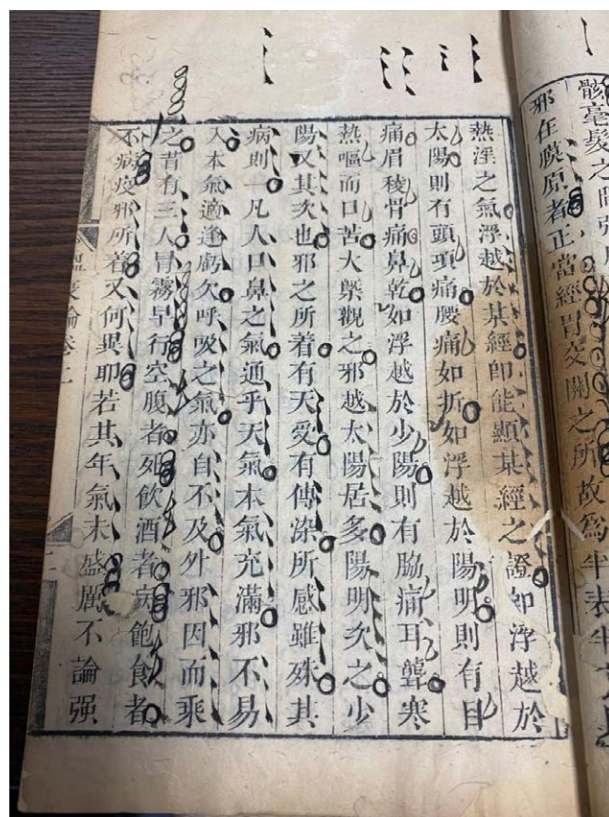 骸毫髮之間
邪在膜原者正當經胃交關之所故為半表半
熱淫之氣浮越於某經即能顯某經之證如浮越於
太陽則有頭項痛腰痛如折如浮越於陽明則有目
痛眉稜骨痛鼻乾如浮越於少陽則有脇痛耳聾寒
熱嘔而口苦大槩觀之邪越太陽居多陽明次之少
陽又其次也邪之所着有天受有傳染所感雖殊其
病則一凡人口鼻之氣通乎天氣本氣充滿邪不易
入本氣適逢虧欠呼吸之氣亦自不及外邪因而乘
之昔有三人冒霧早行空腹者死飲酒者病飽食者
不病疫邪所着又何異耶若其年氣來盛厲不論强
論卷上